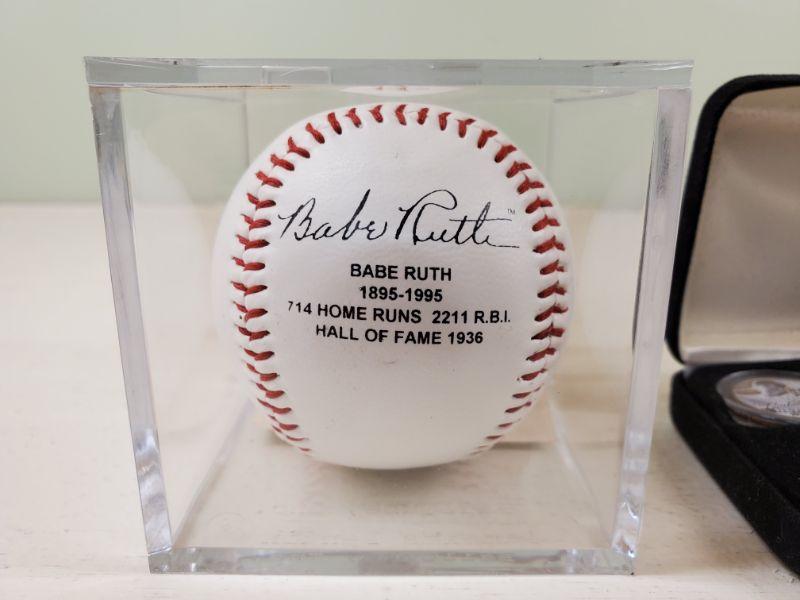 Babe Ruth™
BABE RUTH
1895-1995
714 HOME RUNS 2211 R.B.I.
HALL OF FAME 1936